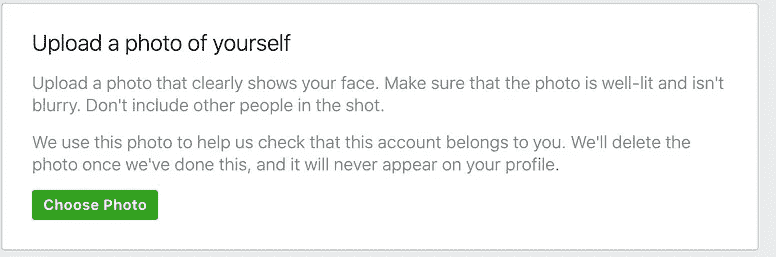 Upload a photo of yourself
Upload a photo that clearly shows your face. Make sure that the photo is well-lit and isn't
blurry. Don't include other people in the shot.
We use this photo to help us check that this account belongs to you. We'll delete the
photo once we've done this, and it will never appear on your profile.
Choose Photo